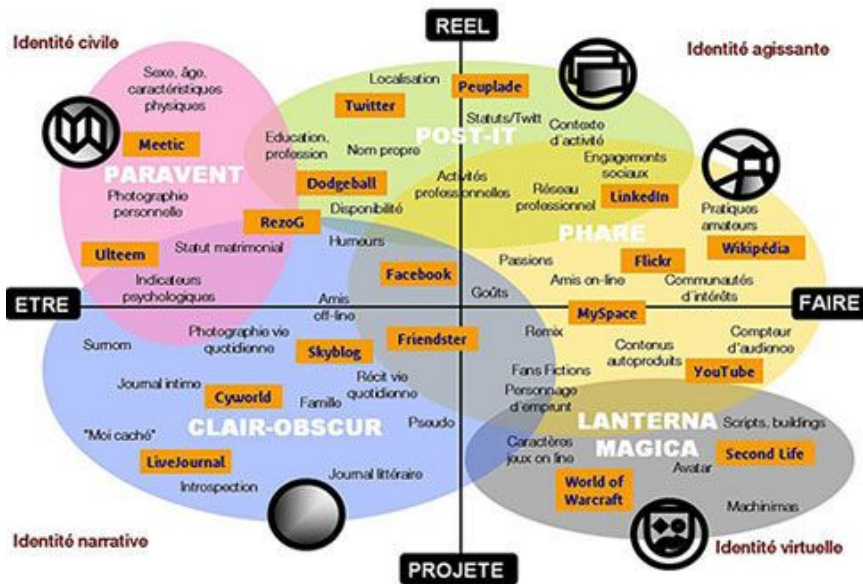 REEL
Identité civile
Identité agissante
Sexe, âge,
caractéristiques
physiques
Localisation
Peuplade
Twitter
Statuts/Twitt
Contexte
d'activité
POST-IT
Meetic
Education,
profession
Nom propre
Engagements
sociaux
PARAVENT
Dodgeball
Activités
professionnelles
Réseau
professionnel
LinkedIn
Photographie
personnelle
RezoG
Disponibilité
Pratiques
amateurs
PHARE
Wikipédia
Ulteem
Statut matrimonial
Humeurs
Passions
Flickr
Indicateurs
psychologiques
Facebook
Amis on-line
Communautés
d'intérêts
Goûts
ETRE
FAIRE
Amis
off-line
MySpace
Surnom
Photographie vie
quotidienne
Friendster
Remix
Compteur
d'audience
Skyblog
Contenus
autoproduits
Journal intime
Récit vie
quotidienne
Fans Fictions
YouTube
Cyworld
Famille
Personnage
d'emprunt
CLAIR-OBSCUR
Pseudo
LANTERNA
MAGICA
Scripts, buildings
"Moi caché"
Caractères
jeux on line
Second Life
LiveJournal
Journal littéraire
Avatar
Introspection
World of
Warcraft
Machinimas
Identité narrative
Identité virtuelle
PROJETE